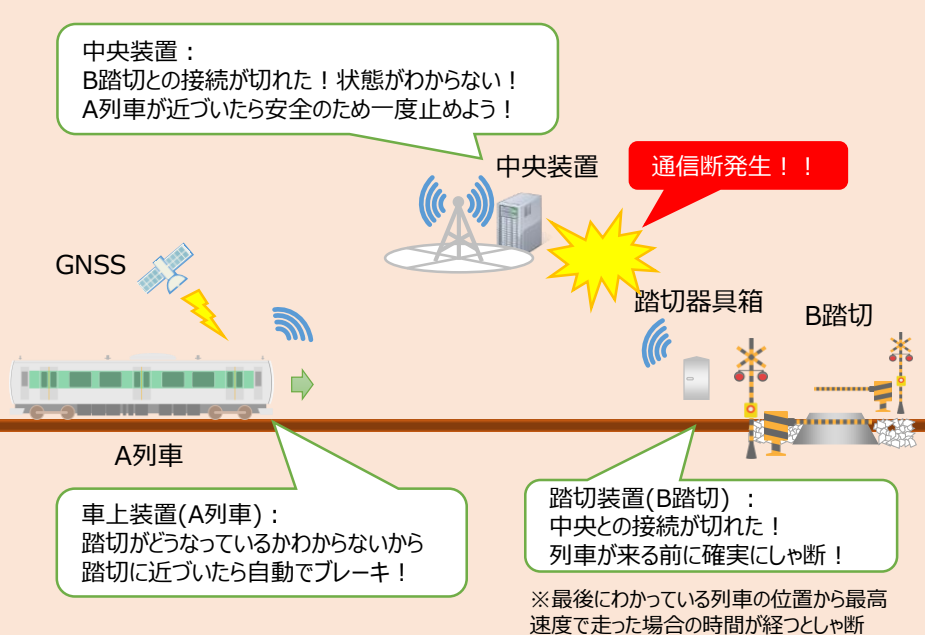 中央装置：
B踏切との接続が切れた！状態がわからない！
A列車が近づいたら安全のため一度止めよう！
中央装置
通信断発生！！
GNSS
踏切器具箱
B踏切
A列車
車上装置(A列車)：
踏切がどうなっているかわからないから
踏切に近づいたら自動でブレーキ！
踏切装置(B踏切) ：
中央との接続が切れた！
列車が来る前に確実にしゃ断！
※最後にわかっている列車の位置から最高
速度で走った場合の時間が経つとしゃ断